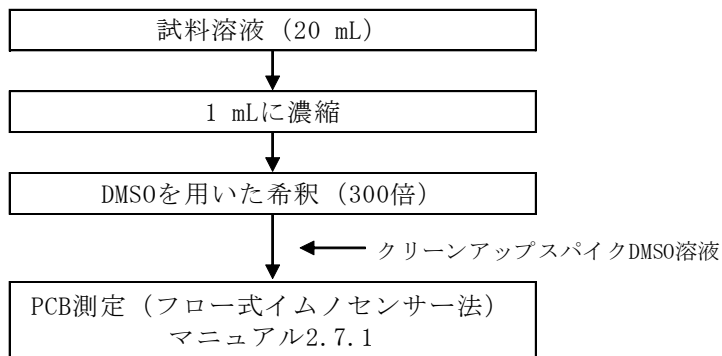 試料溶液（20 mL）
1 mLに濃縮
DMSOを用いた希釈（300倍）
クリーンアップスパイクDMSO溶液
PCB測定（フロー式イムノセンサー法）
マニュアル2.7.1